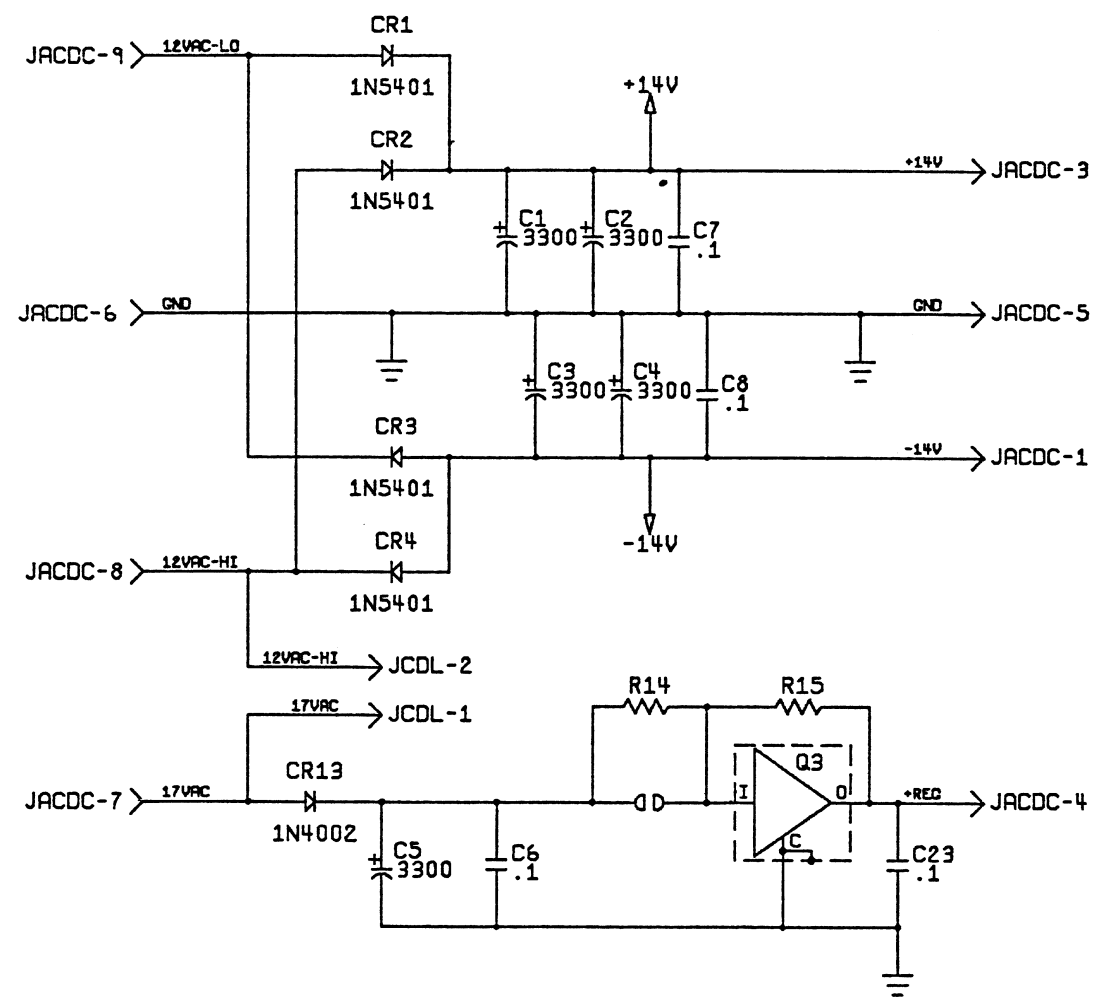 CR1
JACDC-9
12VAC-LO
1N5401
+14V
CR2
1N5401
+14V
JACDC-3
+
C1
3300
+
C2
3300
C7
.1
JACDC-6
GND
GND
JACDC-5
+
C3
3300
+
C4
3300
C8
.1
CR3
1N5401
-14V
JACDC-1
-14V
CR4
JACDC-8
12VAC-HI
1N5401
12VAC-HI
JCDL-2
17VAC
JCDL-1
R14
R15
Q3
CR13
JACDC-7
17VAC
1N4002
I
O
+REG
JACDC-4
C
+
C5
3300
C6
.1
C23
.1